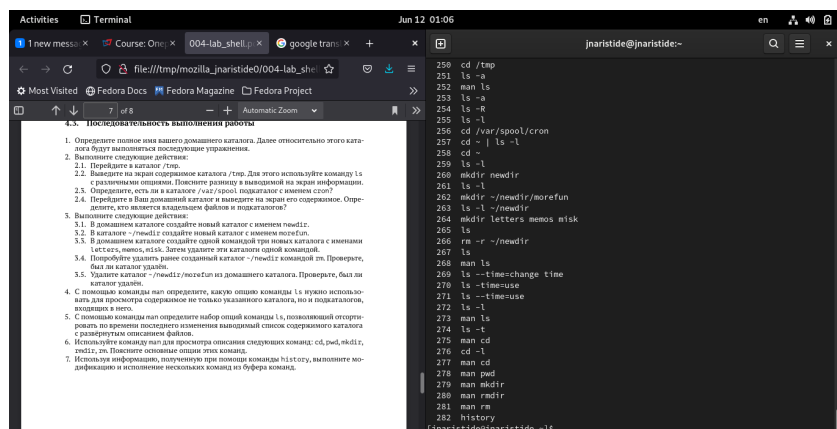 Activities Terminal Jun 12 01:06 en
1 new messa × Course: One × 004-lab_shell.p × google transl × + ×
file:///tmp/mozilla_jnaristide0/004-lab_shel
Most Visited Fedora Docs Fedora Magazine Fedora Project
7 of 8 − + Automatic Zoom
4.3. Последовательность выполнения работы
1. Определите полное имя вашего домашнего каталога. Далее относительно этого ката-
лога будут выполняться последующие упражнения.
2. Выполните следующие действия:
2.1. Перейдите в каталог /tmp.
2.2. Выведите на экран содержимое каталога /tmp. Для этого используйте команду ls
с различными опциями. Поясните разницу в выводимой на экран информации.
2.3. Определите, есть ли в каталоге /var/spool подкаталог с именем cron?
2.4. Перейдите в Ваш домашний каталог и выведите на экран его содержимое. Опре-
делите, кто является владельцем файлов и подкаталогов?
3. Выполните следующие действия:
3.1. В домашнем каталоге создайте новый каталог с именем newdir.
3.2. В каталоге ~/newdir создайте новый каталог с именем morefun.
3.3. В домашнем каталоге создайте одной командой три новых каталога с именами
letters, memos, misk. Затем удалите эти каталоги одной командой.
3.4. Попробуйте удалить ранее созданный каталог ~/newdir командой rm. Проверьте,
был ли каталог удалён.
3.5. Удалите каталог ~/newdir/morefun из домашнего каталога. Проверьте, был ли
каталог удалён.
4. С помощью команды man определите, какую опцию команды ls нужно использо-
вать для просмотра содержимое не только указанного каталога, но и подкаталогов,
входящих в него.
5. С помощью команды man определите набор опций команды ls, позволяющий отсорти-
ровать по времени последнего изменения выводимый список содержимого каталога
с развёрнутым описанием файлов.
6. Используйте команду man для просмотра описания следующих команд: cd, pwd, mkdir,
rmdir, rm. Поясните основные опции этих команд.
7. Используя информацию, полученную при помощи команды history, выполните мо-
дификацию и исполнение нескольких команд из буфера команд.
jnaristide@jnaristide:~ ×
250 cd /tmp
251 ls -a
252 man ls
253 ls -a
254 ls -R
255 ls -l
256 cd /var/spool/cron
257 cd ~ | ls -l
258 cd ~
259 ls -l
260 mkdir newdir
261 ls -l
262 mkdir ~/newdir/morefun
263 ls -l ~/newdir
264 mkdir letters memos misk
265 ls
266 rm -r ~/newdir
267 ls
268 man ls
269 ls --time=change time
270 ls -time=use
271 ls --time=use
272 ls -l
273 man ls
274 ls -t
275 man cd
276 cd -l
277 man cd
278 man pwd
279 man mkdir
280 man rmdir
281 man rm
282 history
[jnaristide@jnaristide ~]$